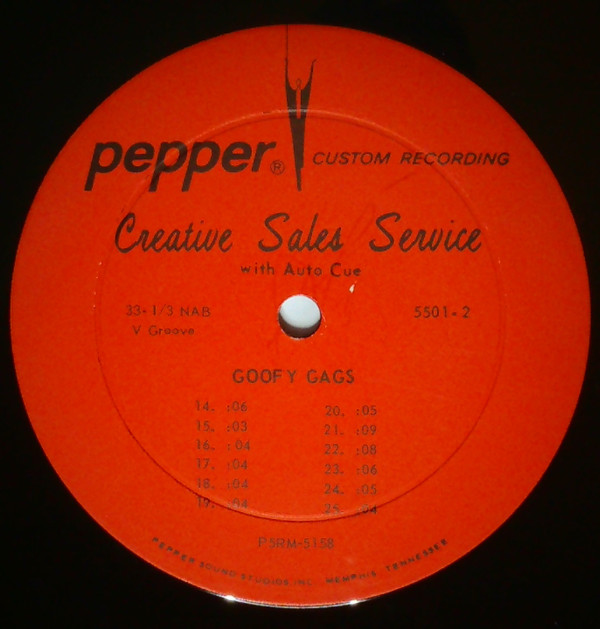 pepper® CUSTOM RECORDING
Creative Sales Service
with Auto Cue
33-1/3 NAB 5501-2
V Groove
GOOFY GAGS
14. :06 20. :05
15. :03 21. :09
16. :04 22. :08
17. :04 23. :06
18. :04 24. :05
19. :04 25. :04
P5RM-5158
PEPPER SOUND STUDIOS INC. MEMPHIS, TENNESSEE